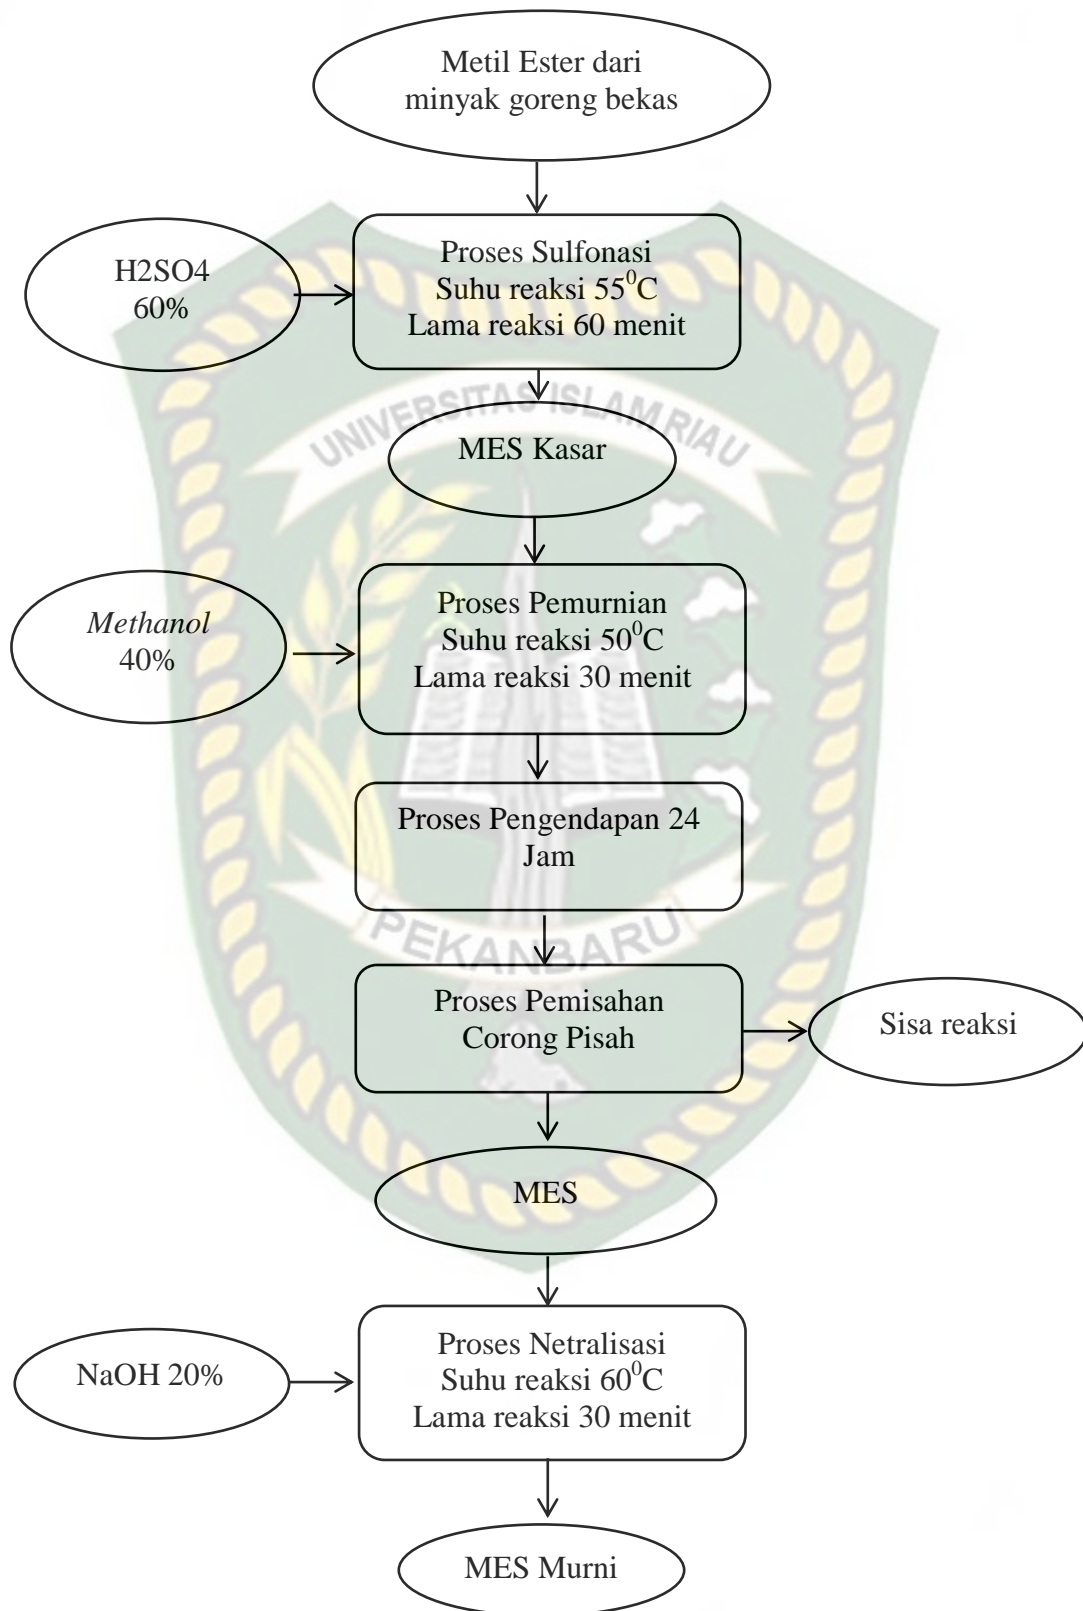 Metil Ester dari
minyak goreng bekas
H2SO4
60%
Proses Sulfonasi
Suhu reaksi 55⁰C
Lama reaksi 60 menit
UNIVERSITAS ISLAM RIAU
MES Kasar
Methanol
40%
Proses Pemurnian
Suhu reaksi 50⁰C
Lama reaksi 30 menit
Proses Pengendapan 24
Jam
PEKANBARU
Proses Pemisahan
Corong Pisah
Sisa reaksi
MES
NaOH 20%
Proses Netralisasi
Suhu reaksi 60⁰C
Lama reaksi 30 menit
MES Murni